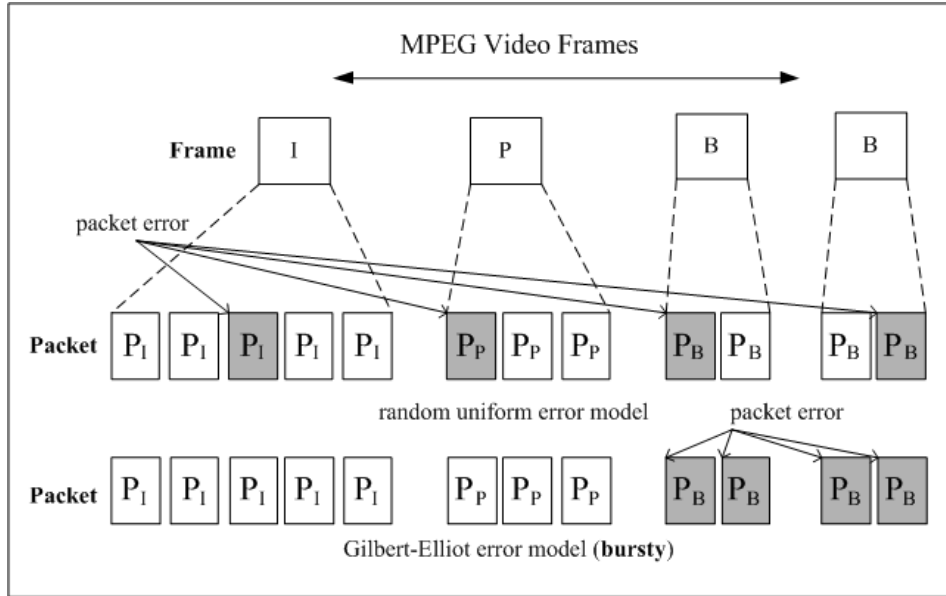 MPEG Video Frames
Frame I P B B
packet error
Packet P_I P_I P_I P_I P_I P_P P_P P_P P_B P_B P_B P_B
random uniform error model packet error
Packet P_I P_I P_I P_I P_I P_P P_P P_P P_B P_B P_B P_B
Gilbert-Elliot error model (bursty)